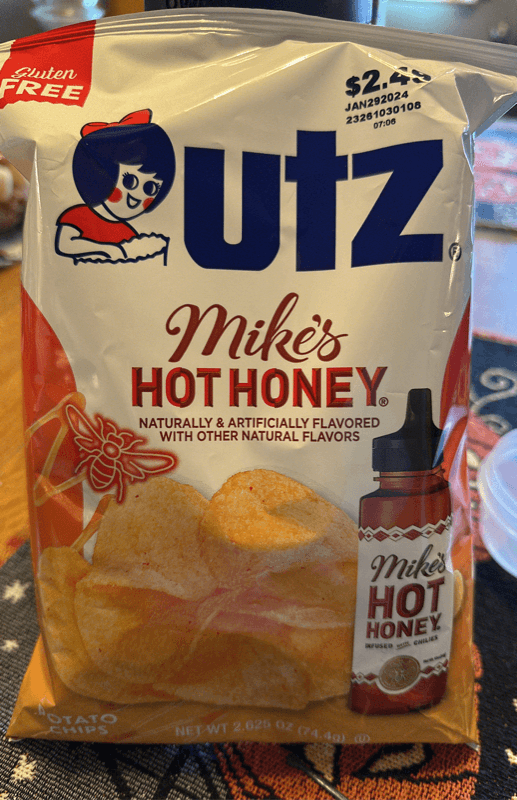 Gluten
FREE
$2.49
JAN292024
23261030108
07:06
utz
®
Mike's
HOT HONEY®
NATURALLY & ARTIFICIALLY FLAVORED
WITH OTHER NATURAL FLAVORS
Mike's
HOT
HONEY
INFUSED with CHILIES
POTATO
CHIPS
NET WT 2.625 OZ (74.4g)